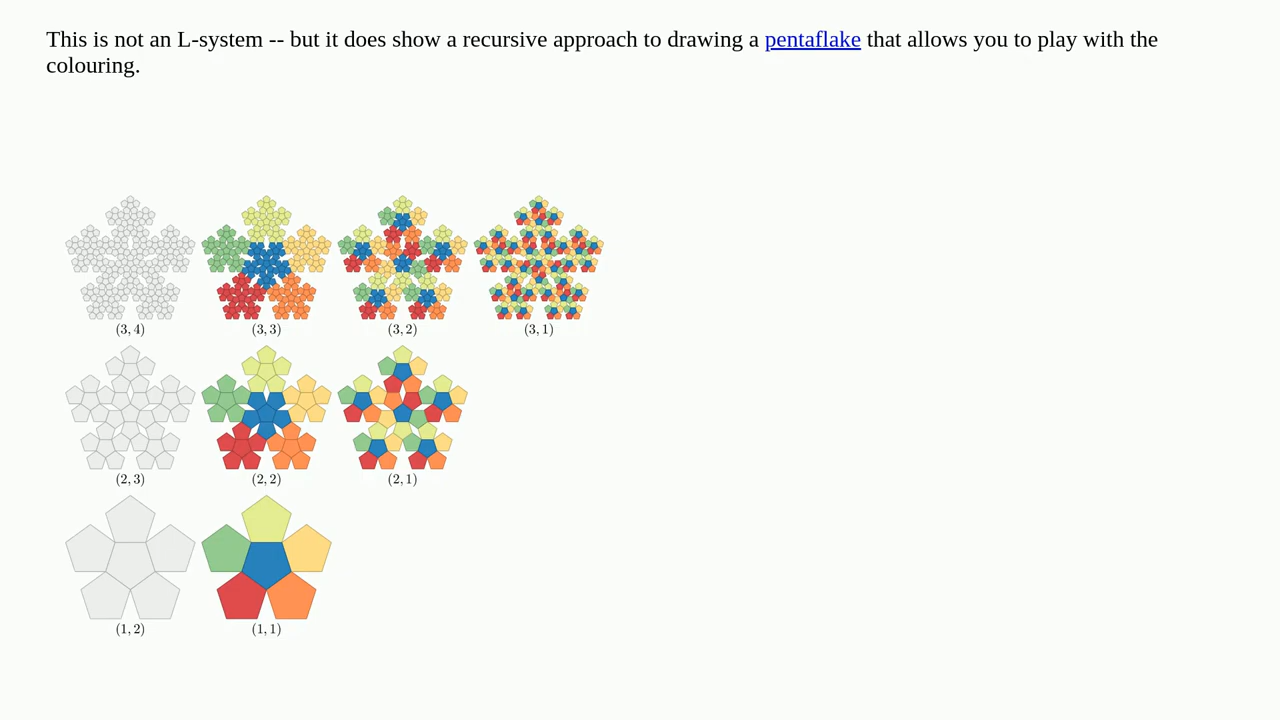 This is not an L-system -- but it does show a recursive approach to drawing a pentaflake that allows you to play with the
colouring.
(3, 4) (3, 3) (3, 2) (3, 1)
(2, 3) (2, 2) (2, 1)
(1, 2) (1, 1)